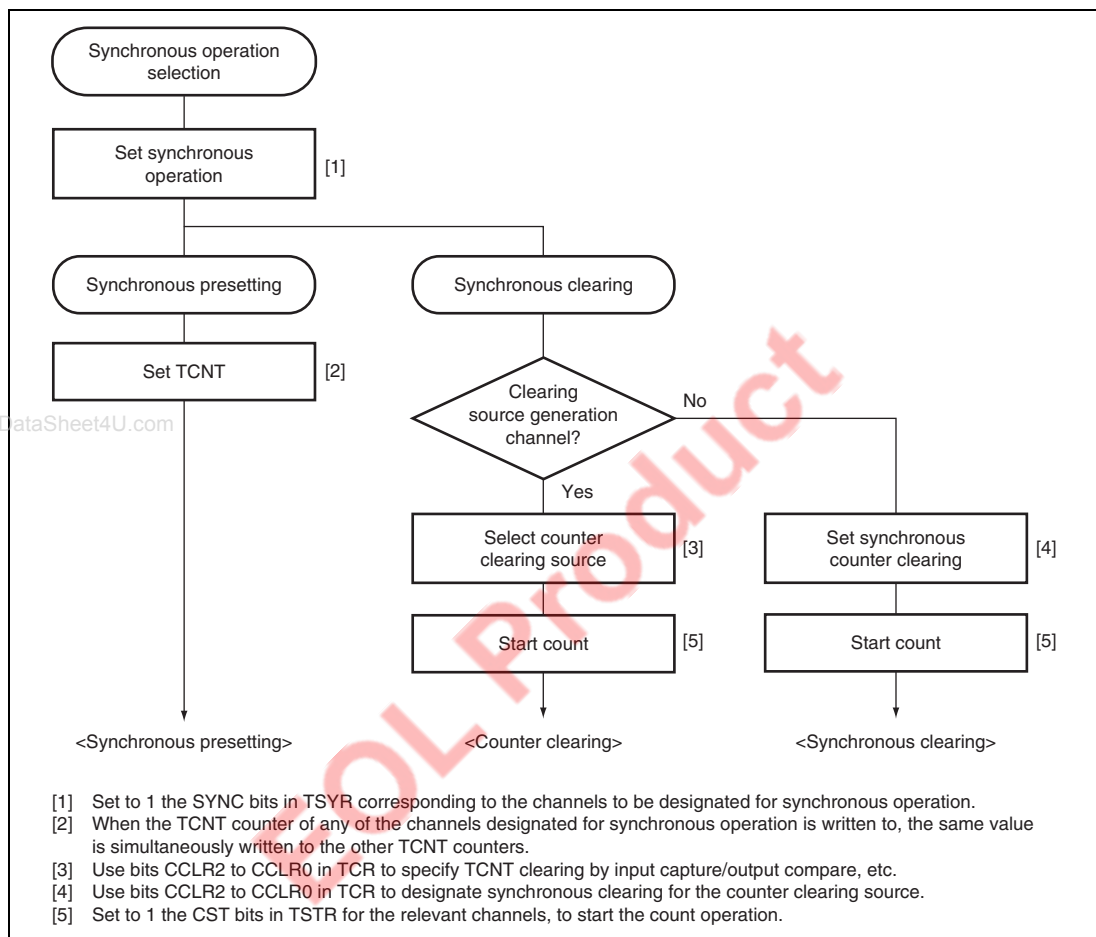 Synchronous operation
selection
Set synchronous
operation
[1]
Synchronous presetting
Synchronous clearing
Set TCNT
[2]
Clearing
source generation
channel?
No
Yes
DataSheet4U.com
Select counter
clearing source
[3]
Set synchronous
counter clearing
[4]
Start count
[5]
Start count
[5]
<Synchronous presetting>
<Counter clearing>
<Synchronous clearing>
[1] Set to 1 the SYNC bits in TSYR corresponding to the channels to be designated for synchronous operation.
[2] When the TCNT counter of any of the channels designated for synchronous operation is written to, the same value
is simultaneously written to the other TCNT counters.
[3] Use bits CCLR2 to CCLR0 in TCR to specify TCNT clearing by input capture/output compare, etc.
[4] Use bits CCLR2 to CCLR0 in TCR to designate synchronous clearing for the counter clearing source.
[5] Set to 1 the CST bits in TSTR for the relevant channels, to start the count operation.
EOL Product